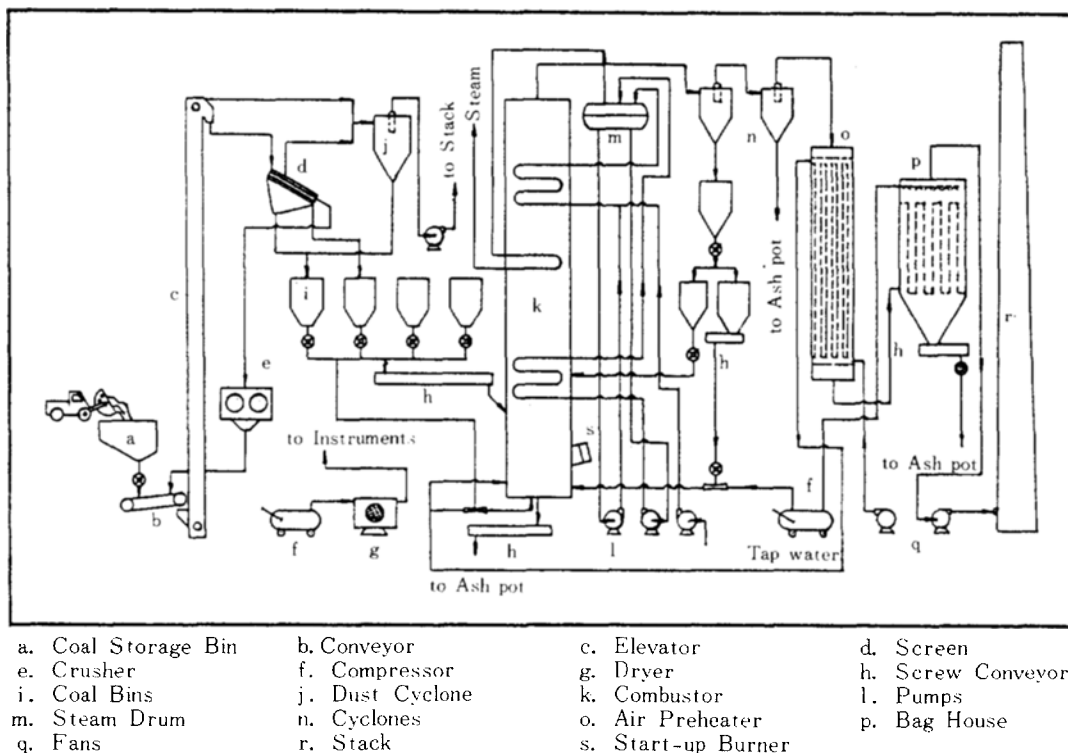 to Stack
Steam
j
d
m
n
o
p
c
i
k
r
e
h
h
h
a
to Ash pot
s
to Instruments
to Ash pot
b
f
f
g
h
l
Tap water
q
to Ash pot
a. Coal Storage Bin b. Conveyor c. Elevator d. Screen
e. Crusher f. Compressor g. Dryer h. Screw Conveyor
i. Coal Bins j. Dust Cyclone k. Combustor l. Pumps
m. Steam Drum n. Cyclones o. Air Preheater p. Bag House
q. Fans r. Stack s. Start-up Burner